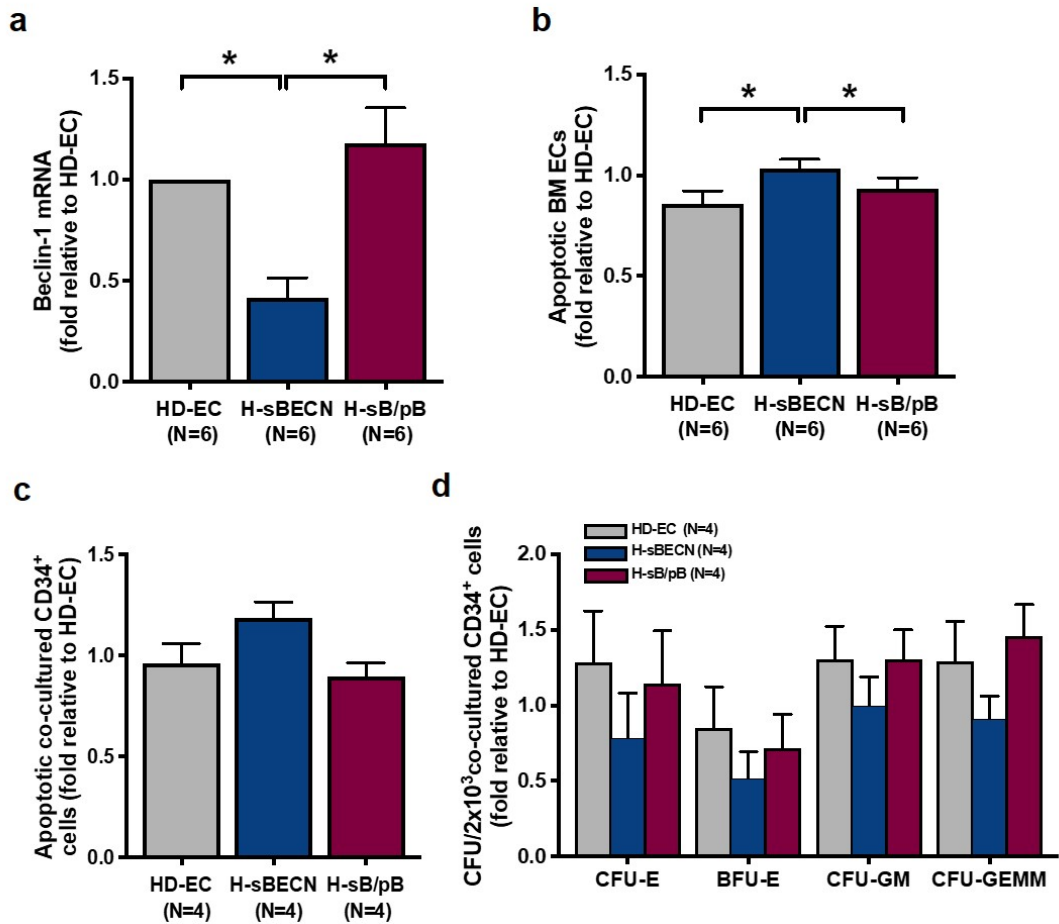 a
Beclin-1 mRNA
(fold relative to HD-EC)
1.5
1.0
0.5
0.0
* *
HD-EC H-sBECN H-sB/pB
(N=6) (N=6) (N=6)
b
Apoptotic BM ECs
(fold relative to HD-EC)
1.5
1.0
0.5
0.0
* *
HD-EC H-sBECN H-sB/pB
(N=6) (N=6) (N=6)
c
Apoptotic co-cultured CD34⁺
cells (fold relative to HD-EC)
1.5
1.0
0.5
0.0
HD-EC H-sBECN H-sB/pB
(N=4) (N=4) (N=4)
d
CFU/2x10³co-cultured CD34⁺ cells
(fold relative to HD-EC)
HD-EC (N=4)
H-sBECN (N=4)
H-sB/pB (N=4)
2.0
1.5
1.0
0.5
0.0
CFU-E BFU-E CFU-GM CFU-GEMM